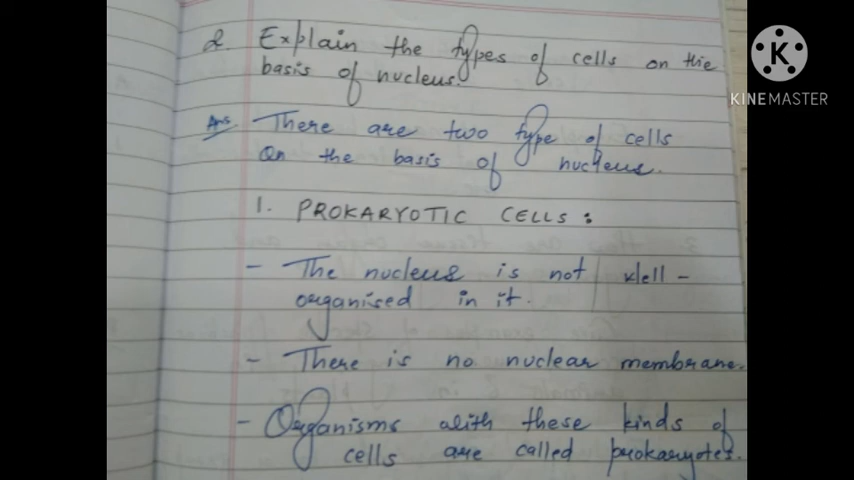 2. Explain the types of cells on the
basis of nucleus.
Ans There are two type of cells
on the basis of nucleus.
1. PROKARYOTIC CELLS:
- The nucleus is not well-
organised in it.
- There is no nuclear membrane.
- Organisms with these kinds of
cells are called prokaryotes.
K
KINEMASTER